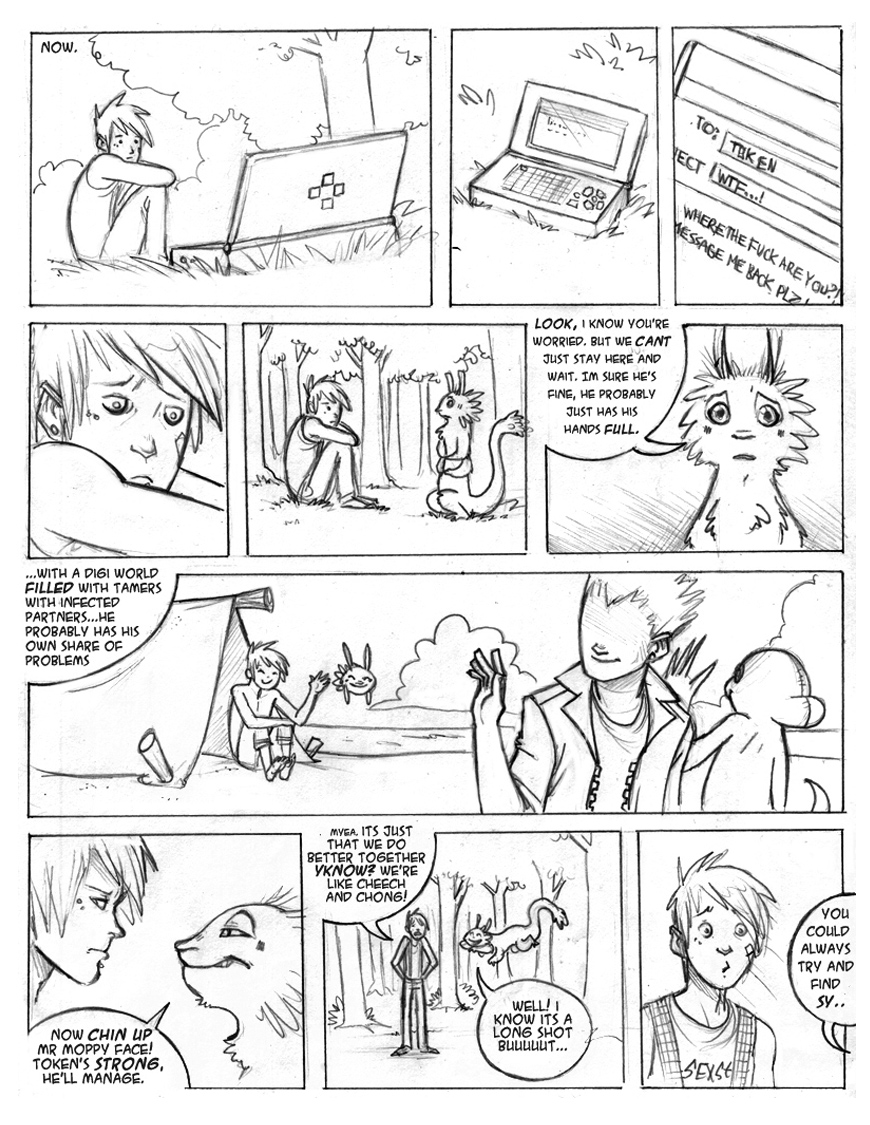 NOW.
TO: TOKEN
JECT WTF...!
WHERE THE FUCK ARE YOU?!
MESSAGE ME BACK PLZ!
LOOK, I KNOW YOU'RE
WORRIED. BUT WE CANT
JUST STAY HERE AND
WAIT. IM SURE HE'S
FINE, HE PROBABLY
JUST HAS HIS
HANDS FULL.
...WITH A DIGI WORLD
FILLED WITH TAMERS
WITH INFECTED
PARTNERS...HE
PROBABLY HAS HIS
OWN SHARE OF
PROBLEMS
NOW CHIN UP
MR MOPPY FACE!
TOKEN'S STRONG,
HE'LL MANAGE.
MYEA. ITS JUST
THAT WE DO
BETTER TOGETHER
YKNOW? WE'RE
LIKE CHEECH
AND CHONG!
WELL! I
KNOW ITS A
LONG SHOT
BUUUUUT...
YOU
COULD
ALWAYS
TRY AND
FIND
SY..